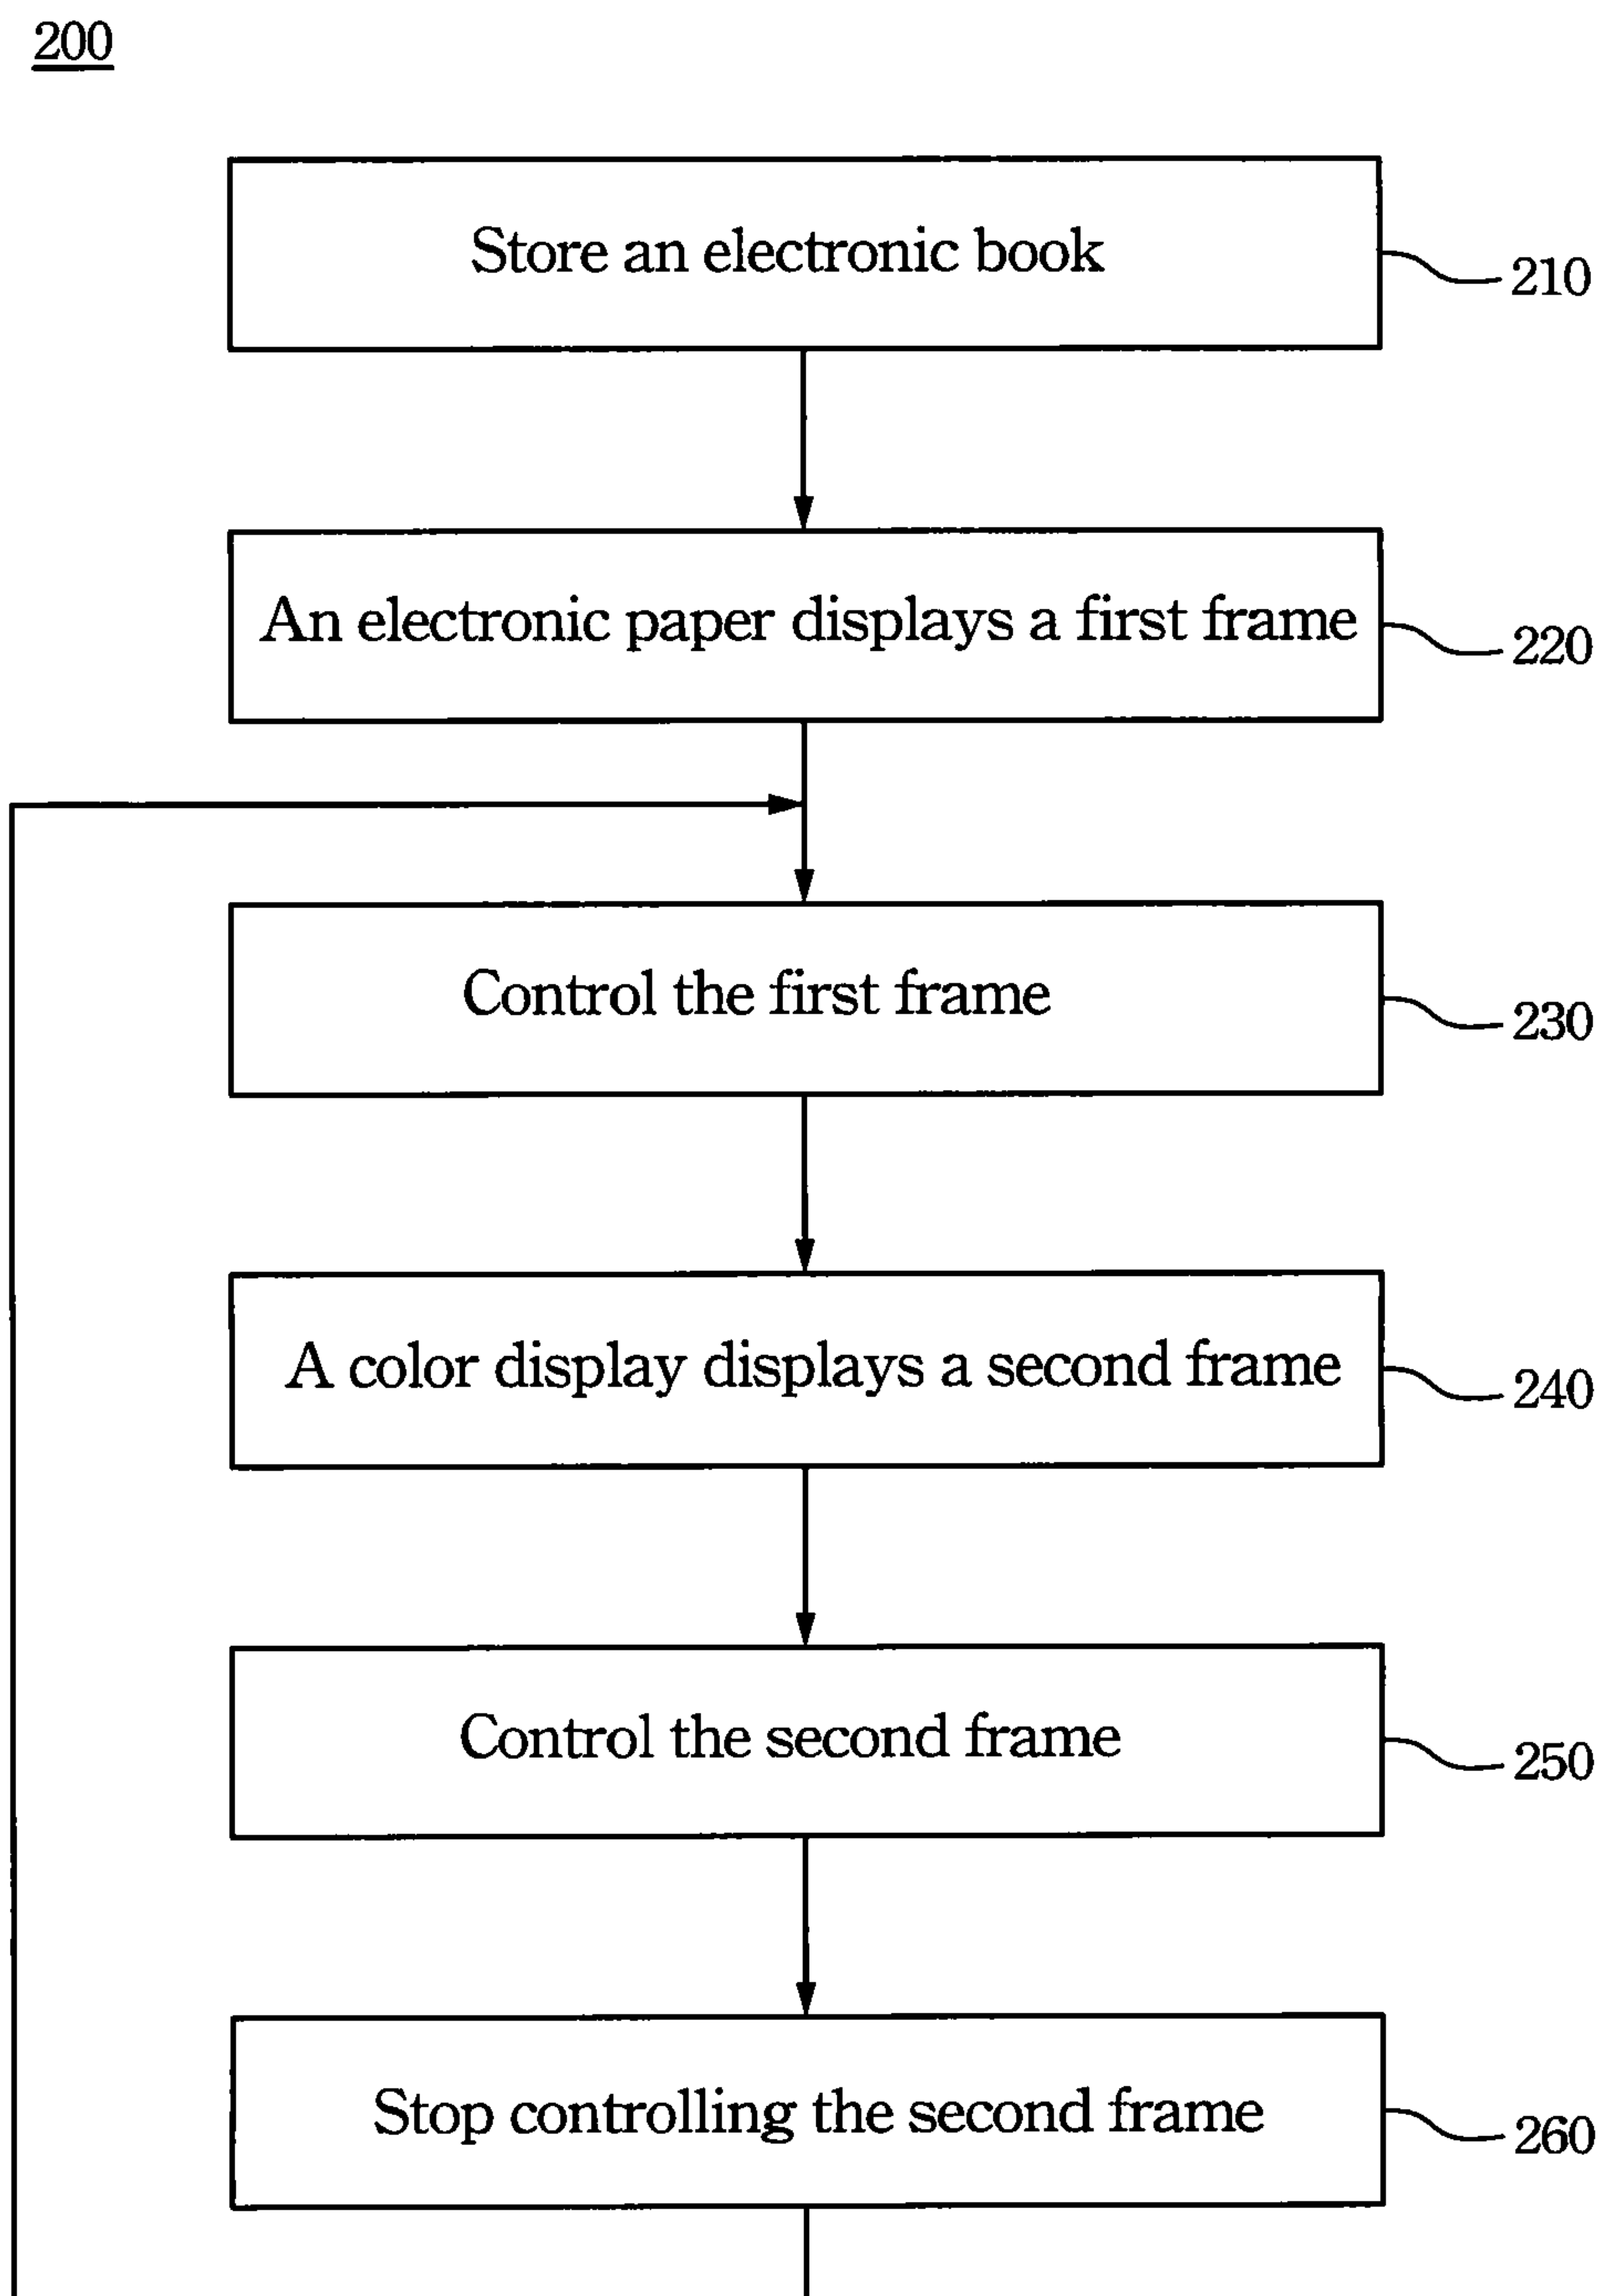 200
Store an electronic book
210
An electronic paper displays a first frame
220
Control the first frame
230
A color display displays a second frame
240
Control the second frame
250
Stop controlling the second frame
260